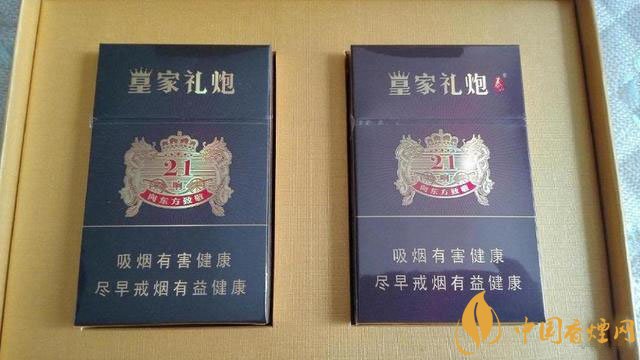 皇家礼炮
21
响
向东方致敬
吸烟有害健康
尽早戒烟有益健康
皇家礼炮
21
响
向东方致敬
吸烟有害健康
尽早戒烟有益健康
中国香烟网